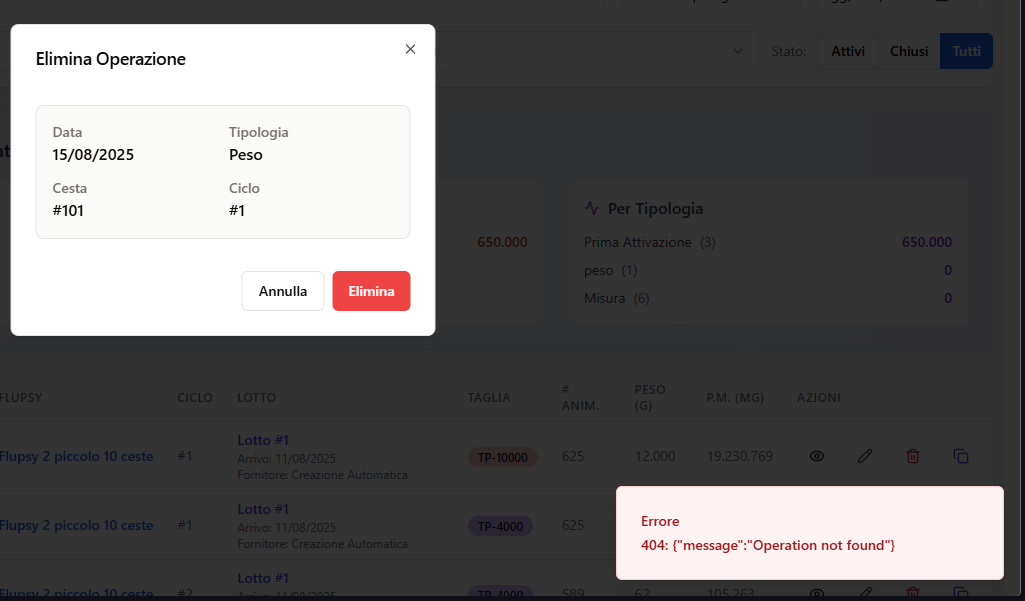 Elimina Operazione
Data
Tipologia
15/08/2025
Peso
Cesta
Ciclo
#101
#1
Annulla
Elimina
Stato:
Attivi
Chiusi
Tutti
650.000
Per Tipologia
Prima Attivazione (3)
650.000
peso (1)
0
Misura (6)
0
FLUPSY
CICLO
LOTTO
TAGLIA
#
ANIM.
PESO
(G)
P.M. (MG)
AZIONI
Flupsy 2 piccolo 10 ceste
#1
Lotto #1
Arrivo: 11/08/2025
Fornitore: Creazione Automatica
TP-10000
625
12.000
19.230,769
Flupsy 2 piccolo 10 ceste
#1
Lotto #1
Arrivo: 11/08/2025
Fornitore: Creazione Automatica
TP-4000
625
Flupsy 2 piccolo 10 ceste
#2
Lotto #1
Arrivo: 11/08/2025
TP-4000
589
62
105,263
Errore
404: {"message":"Operation not found"}